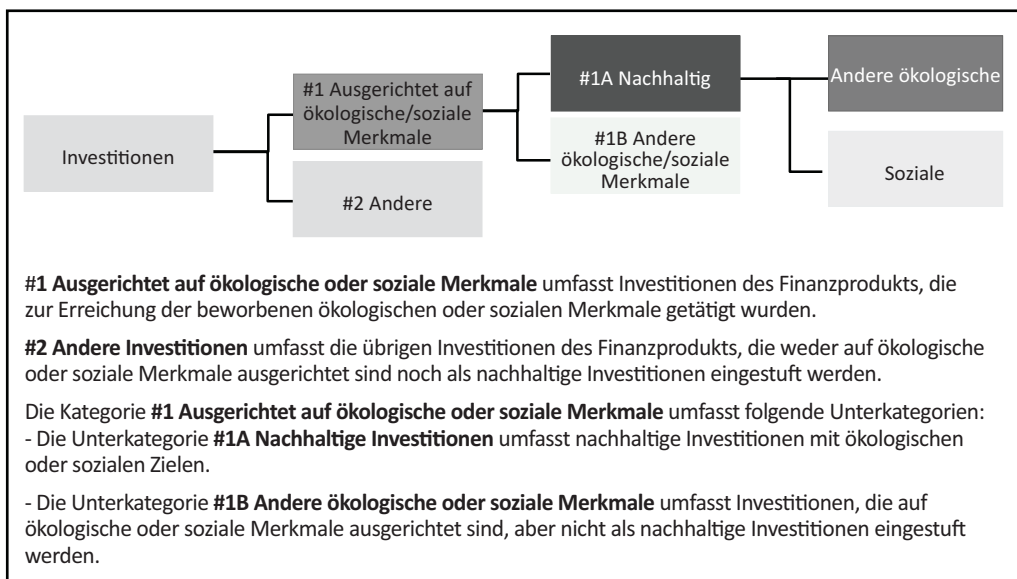 Investitionen
#1 Ausgerichtet auf
ökologische/soziale
Merkmale
#2 Andere
#1A Nachhaltig
#1B Andere
ökologische/soziale
Merkmale
Andere ökologische
Soziale
#1 Ausgerichtet auf ökologische oder soziale Merkmale umfasst Investitionen des Finanzprodukts, die
zur Erreichung der beworbenen ökologischen oder sozialen Merkmale getätigt wurden.
#2 Andere Investitionen umfasst die übrigen Investitionen des Finanzprodukts, die weder auf ökologische
oder soziale Merkmale ausgerichtet sind noch als nachhaltige Investitionen eingestuft werden.
Die Kategorie #1 Ausgerichtet auf ökologische oder soziale Merkmale umfasst folgende Unterkategorien:
- Die Unterkategorie #1A Nachhaltige Investitionen umfasst nachhaltige Investitionen mit ökologischen
oder sozialen Zielen.
- Die Unterkategorie #1B Andere ökologische oder soziale Merkmale umfasst Investitionen, die auf
ökologische oder soziale Merkmale ausgerichtet sind, aber nicht als nachhaltige Investitionen eingestuft
werden.